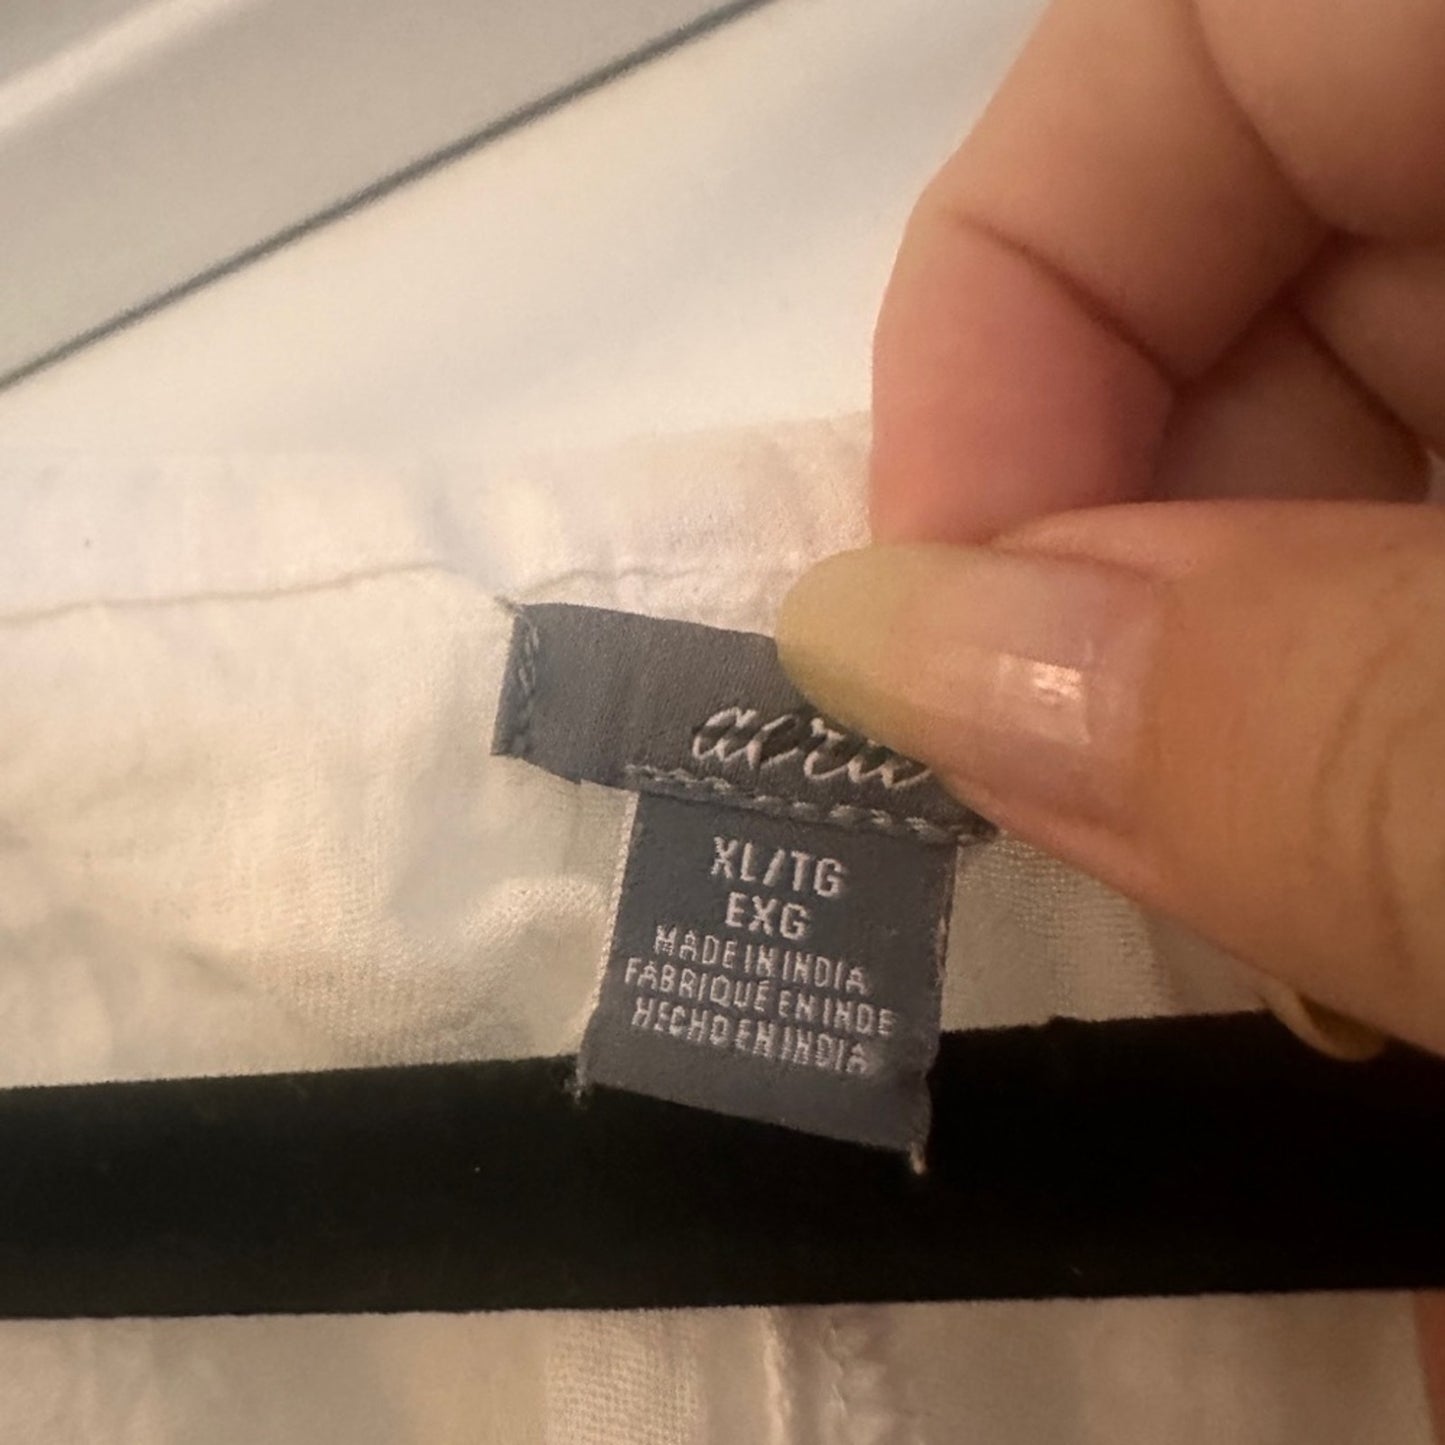 XL/TG
EXG
MADE IN INDIA
FABRIQUÉ EN INDE
HECHO EN INDIA